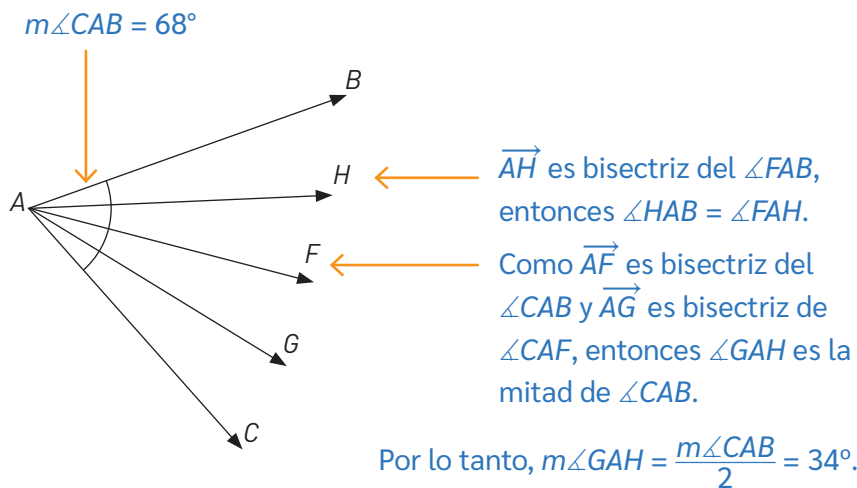 m∡CAB = 68°
B
H
A
F
G
C
AH es bisectriz del ∡FAB,
entonces ∡HAB = ∡FAH.
Como AF es bisectriz del
∡CAB y AG es bisectriz de
∡CAF, entonces ∡GAH es la
mitad de ∡CAB.
Por lo tanto, m∡GAH = m∡CAB/2 = 34º.